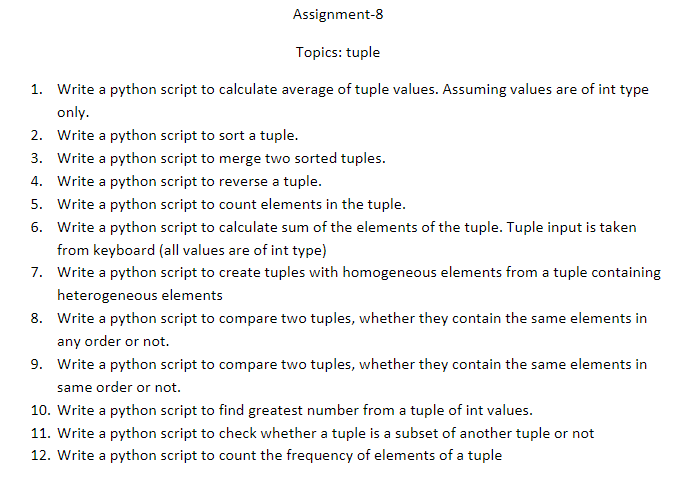 Assignment-8
Topics: tuple
1. Write a python script to calculate average of tuple values. Assuming values are of int type
only.
2. Write a python script to sort a tuple.
3. Write a python script to merge two sorted tuples.
4. Write a python script to reverse a tuple.
5. Write a python script to count elements in the tuple.
6. Write a python script to calculate sum of the elements of the tuple. Tuple input is taken
from keyboard (all values are of int type)
7. Write a python script to create tuples with homogeneous elements from a tuple containing
heterogeneous elements
8. Write a python script to compare two tuples, whether they contain the same elements in
any order or not.
9. Write a python script to compare two tuples, whether they contain the same elements in
same order or not.
10. Write a python script to find greatest number from a tuple of int values.
11. Write a python script to check whether a tuple is a subset of another tuple or not
12. Write a python script to count the frequency of elements of a tuple